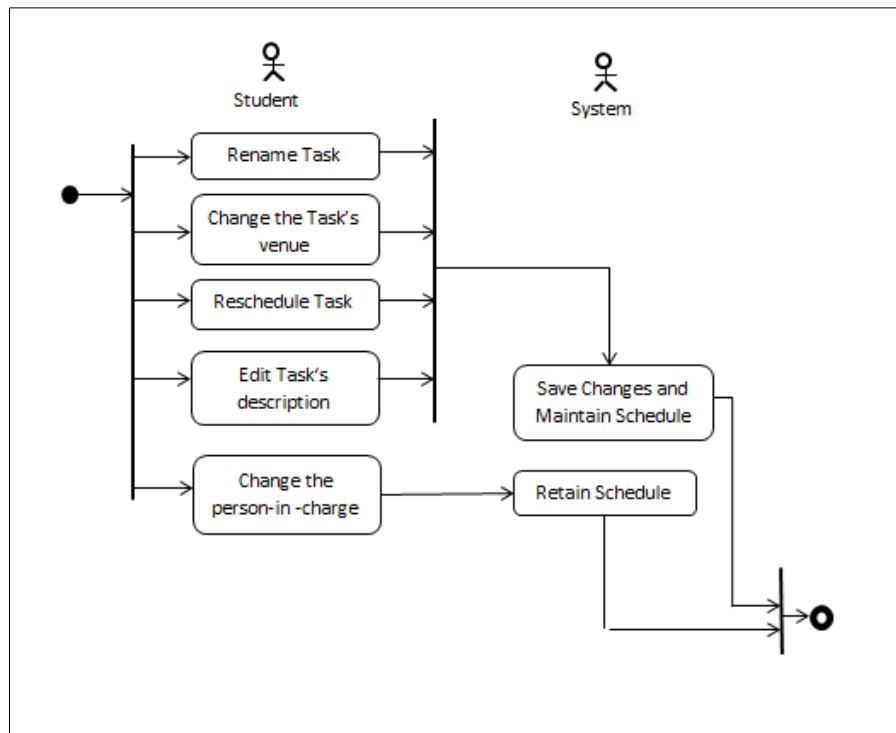 Student
System
Rename Task
Change the Task's
venue
Reschedule Task
Edit Task's
description
Save Changes and
Maintain Schedule
Change the
person-in -charge
Retain Schedule